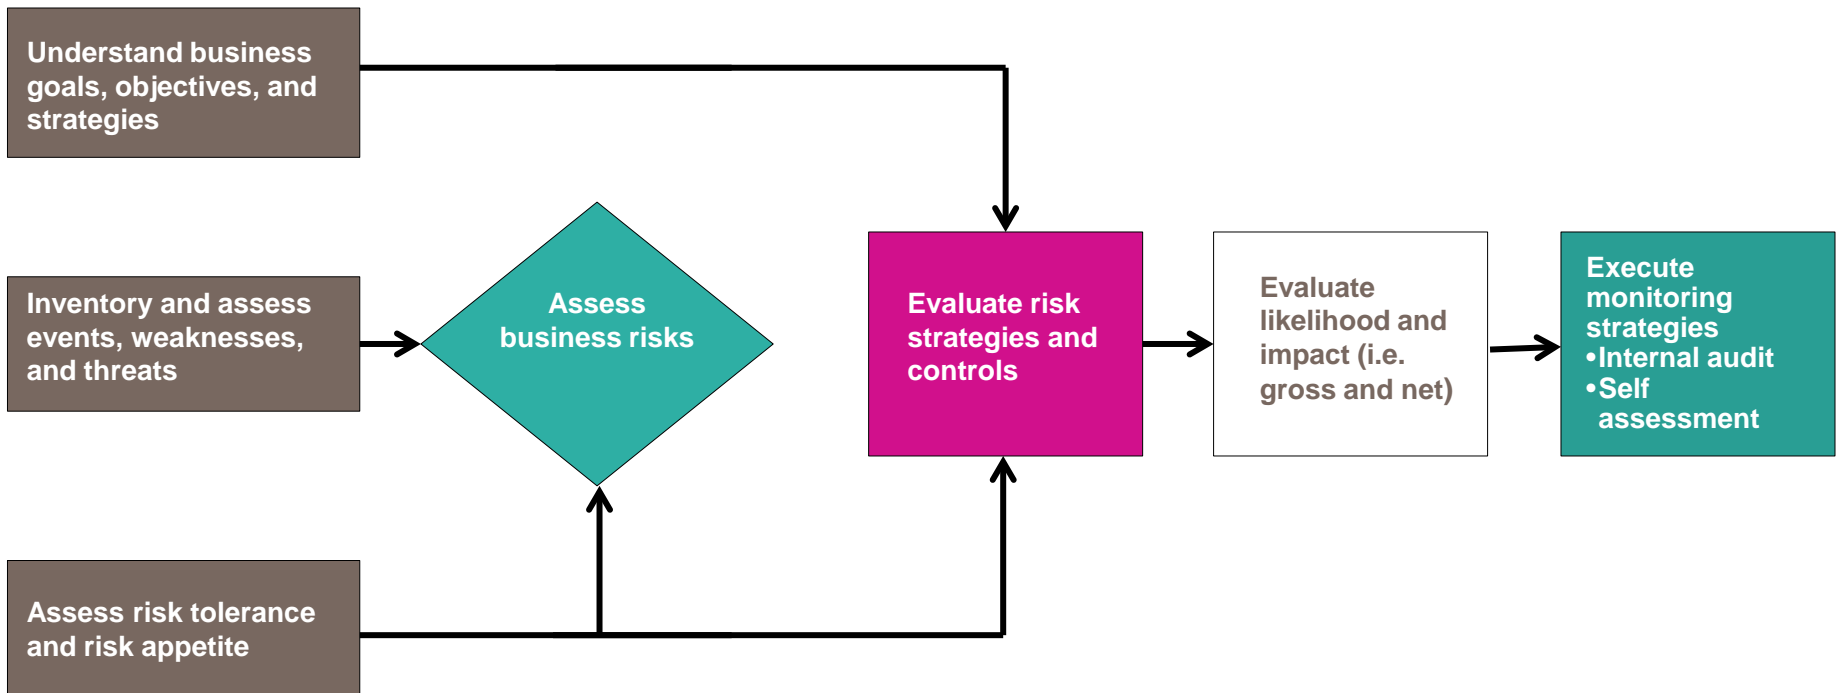 Understand business
goals, objectives, and
strategies
Inventory and assess
events, weaknesses,
and threats
Assess risk tolerance
and risk appetite
Assess
business risks
Evaluate risk
strategies and
controls
Evaluate
likelihood and
impact (i.e.
gross and net)
Execute
monitoring
strategies
•Internal audit
•Self
assessment